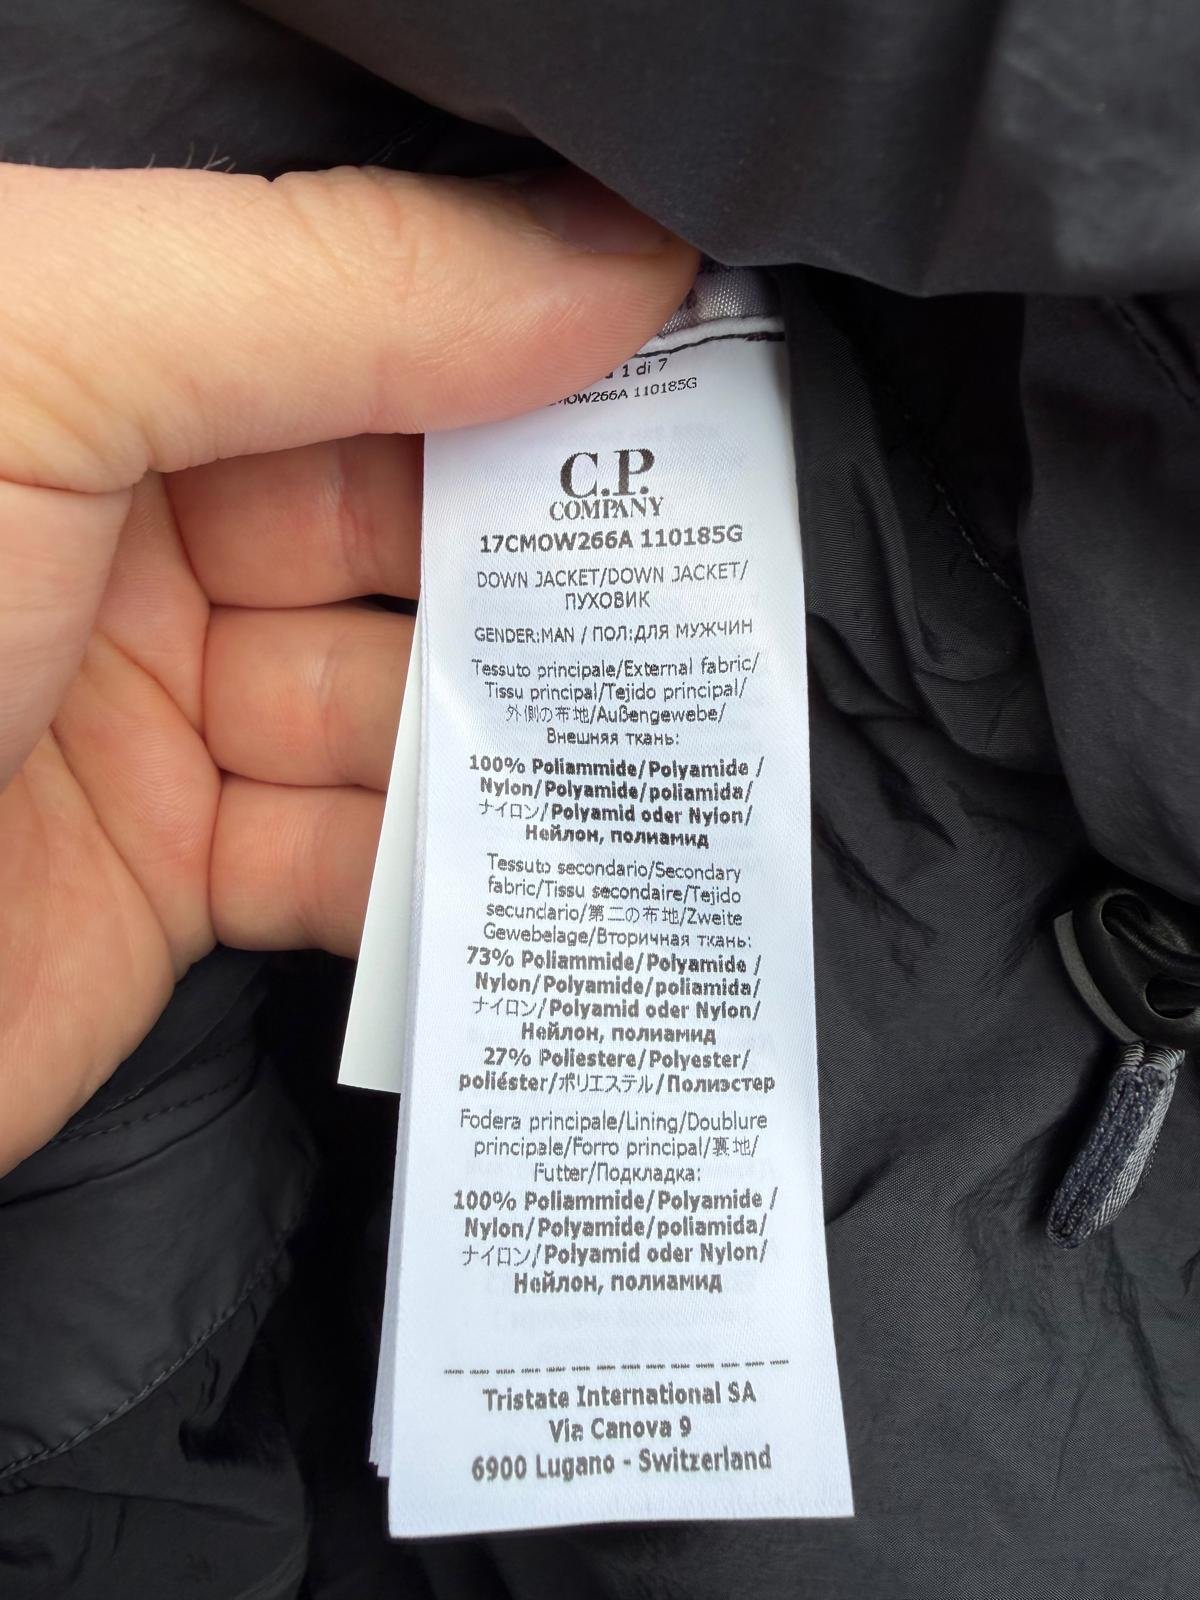 1 di 7
MOW266A 110185G
C.P.
COMPANY
17CMOW266A 110185G
DOWN JACKET/DOWN JACKET/
ПУХОВИК
GENDER:MAN / ПОЛ:ДЛЯ МУЖЧИН
Tessuto principale/External fabric/
Tissu principal/Tejido principal/
外側の布地/Außengewebe/
Внешняя ткань:
100% Poliammide/Polyamide /
Nylon/Polyamide/poliamida/
ナイロン/Polyamid oder Nylon/
Нейлон, полиамид
Tessuto secondario/Secondary
fabric/Tissu secondaire/Tejido
secundario/第二の布地/Zweite
Gewebelage/Вторичная ткань:
73% Poliammide/Polyamide /
Nylon/Polyamide/poliamida/
ナイロン/Polyamid oder Nylon/
Нейлон, полиамид
27% Poliestere/Polyester/
poliéster/ポリエステル/Полиэстер
Fodera principale/Lining/Doublure
principale/Forro principal/裏地/
Futter/Подкладка:
100% Poliammide/Polyamide /
Nylon/Polyamide/poliamida/
ナイロン/Polyamid oder Nylon/
Нейлон, полиамид
Tristate International SA
Via Canova 9
6900 Lugano - Switzerland